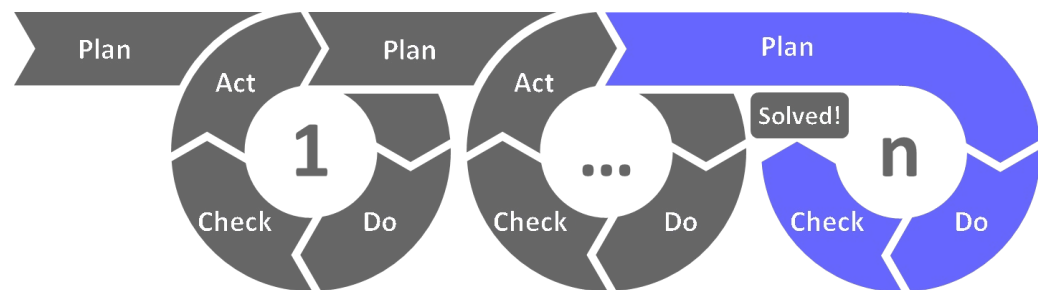 Plan
Plan
Plan
Act
Act
Solved!
1
...
n
Check
Do
Check
Do
Check
Do